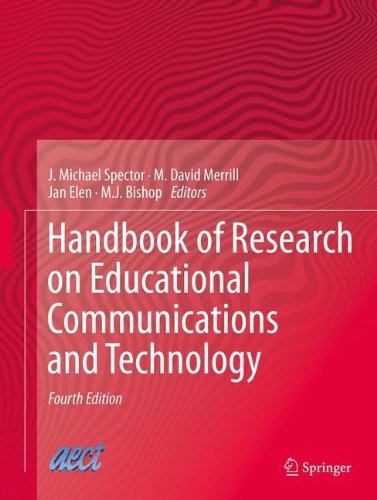 J. Michael Spector · M. David Merrill
Jan Elen · M.J. Bishop Editors
Handbook of Research
on Educational
Communications
and Technology
Fourth Edition
aect
Springer